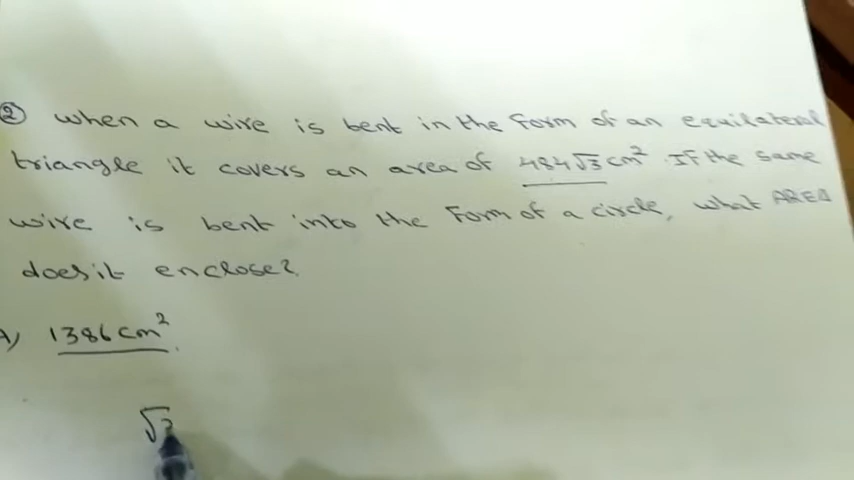 ② when a wire is bent in the form of an equilateral
triangle it covers an area of 484√3 cm². If the same
wire is bent into the form of a circle, what AREA
does it enclose?
A) 1386 cm².
√3